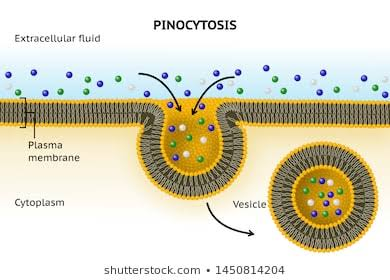 PINOCYTOSIS
Extracellular fluid
Plasma
membrane
Cytoplasm
Vesicle
shutterstock.com • 1450814204